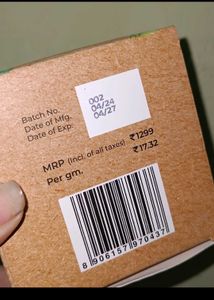 Batch No. 002
Date of Mfg. 04/24
Date of Exp. 04/27
MRP (Incl. of all taxes) ₹1299
Per gm. ₹17.32
8 906157 970437